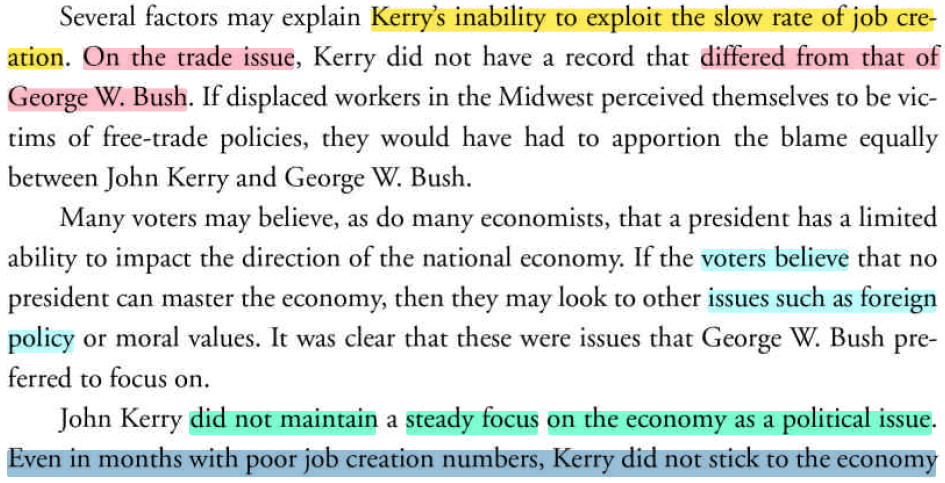 Several factors may explain Kerry’s inability to exploit the slow rate of job cre-
ation. On the trade issue, Kerry did not have a record that differed from that of
George W. Bush. If displaced workers in the Midwest perceived themselves to be vic-
tims of free-trade policies, they would have had to apportion the blame equally
between John Kerry and George W. Bush.
Many voters may believe, as do many economists, that a president has a limited
ability to impact the direction of the national economy. If the voters believe that no
president can master the economy, then they may look to other issues such as foreign
policy or moral values. It was clear that these were issues that George W. Bush pre-
ferred to focus on.
John Kerry did not maintain a steady focus on the economy as a political issue.
Even in months with poor job creation numbers, Kerry did not stick to the economy